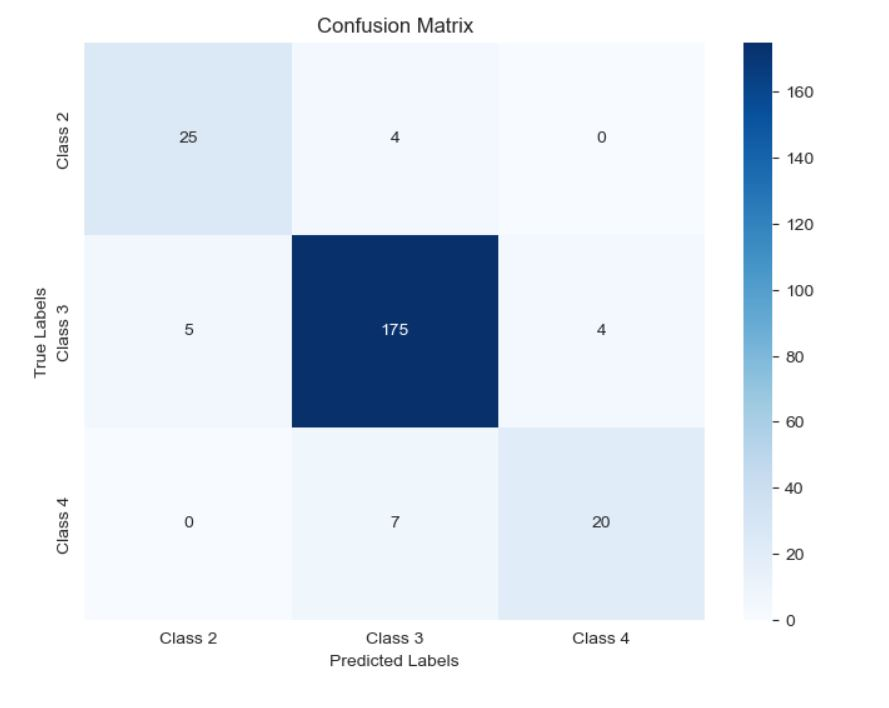 Confusion Matrix
Class 2
25 4 0
160
140
120
100
True Labels
Class 3
5 175 4
80
60
40
Class 4
0 7 20
20
0
Class 2 Class 3 Class 4
Predicted Labels